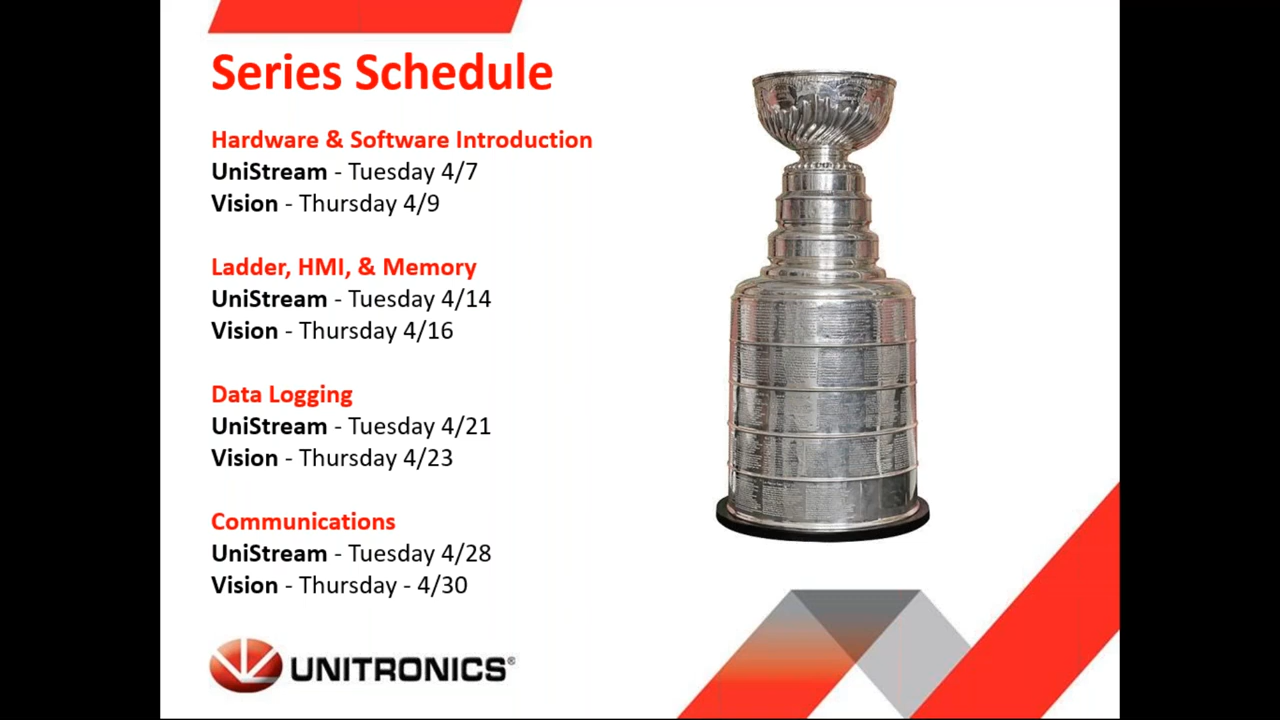 Series Schedule
Hardware & Software Introduction
UniStream - Tuesday 4/7
Vision - Thursday 4/9
Ladder, HMI, & Memory
UniStream - Tuesday 4/14
Vision - Thursday 4/16
Data Logging
UniStream - Tuesday 4/21
Vision - Thursday 4/23
Communications
UniStream - Tuesday 4/28
Vision - Thursday - 4/30
UNITRONICS®